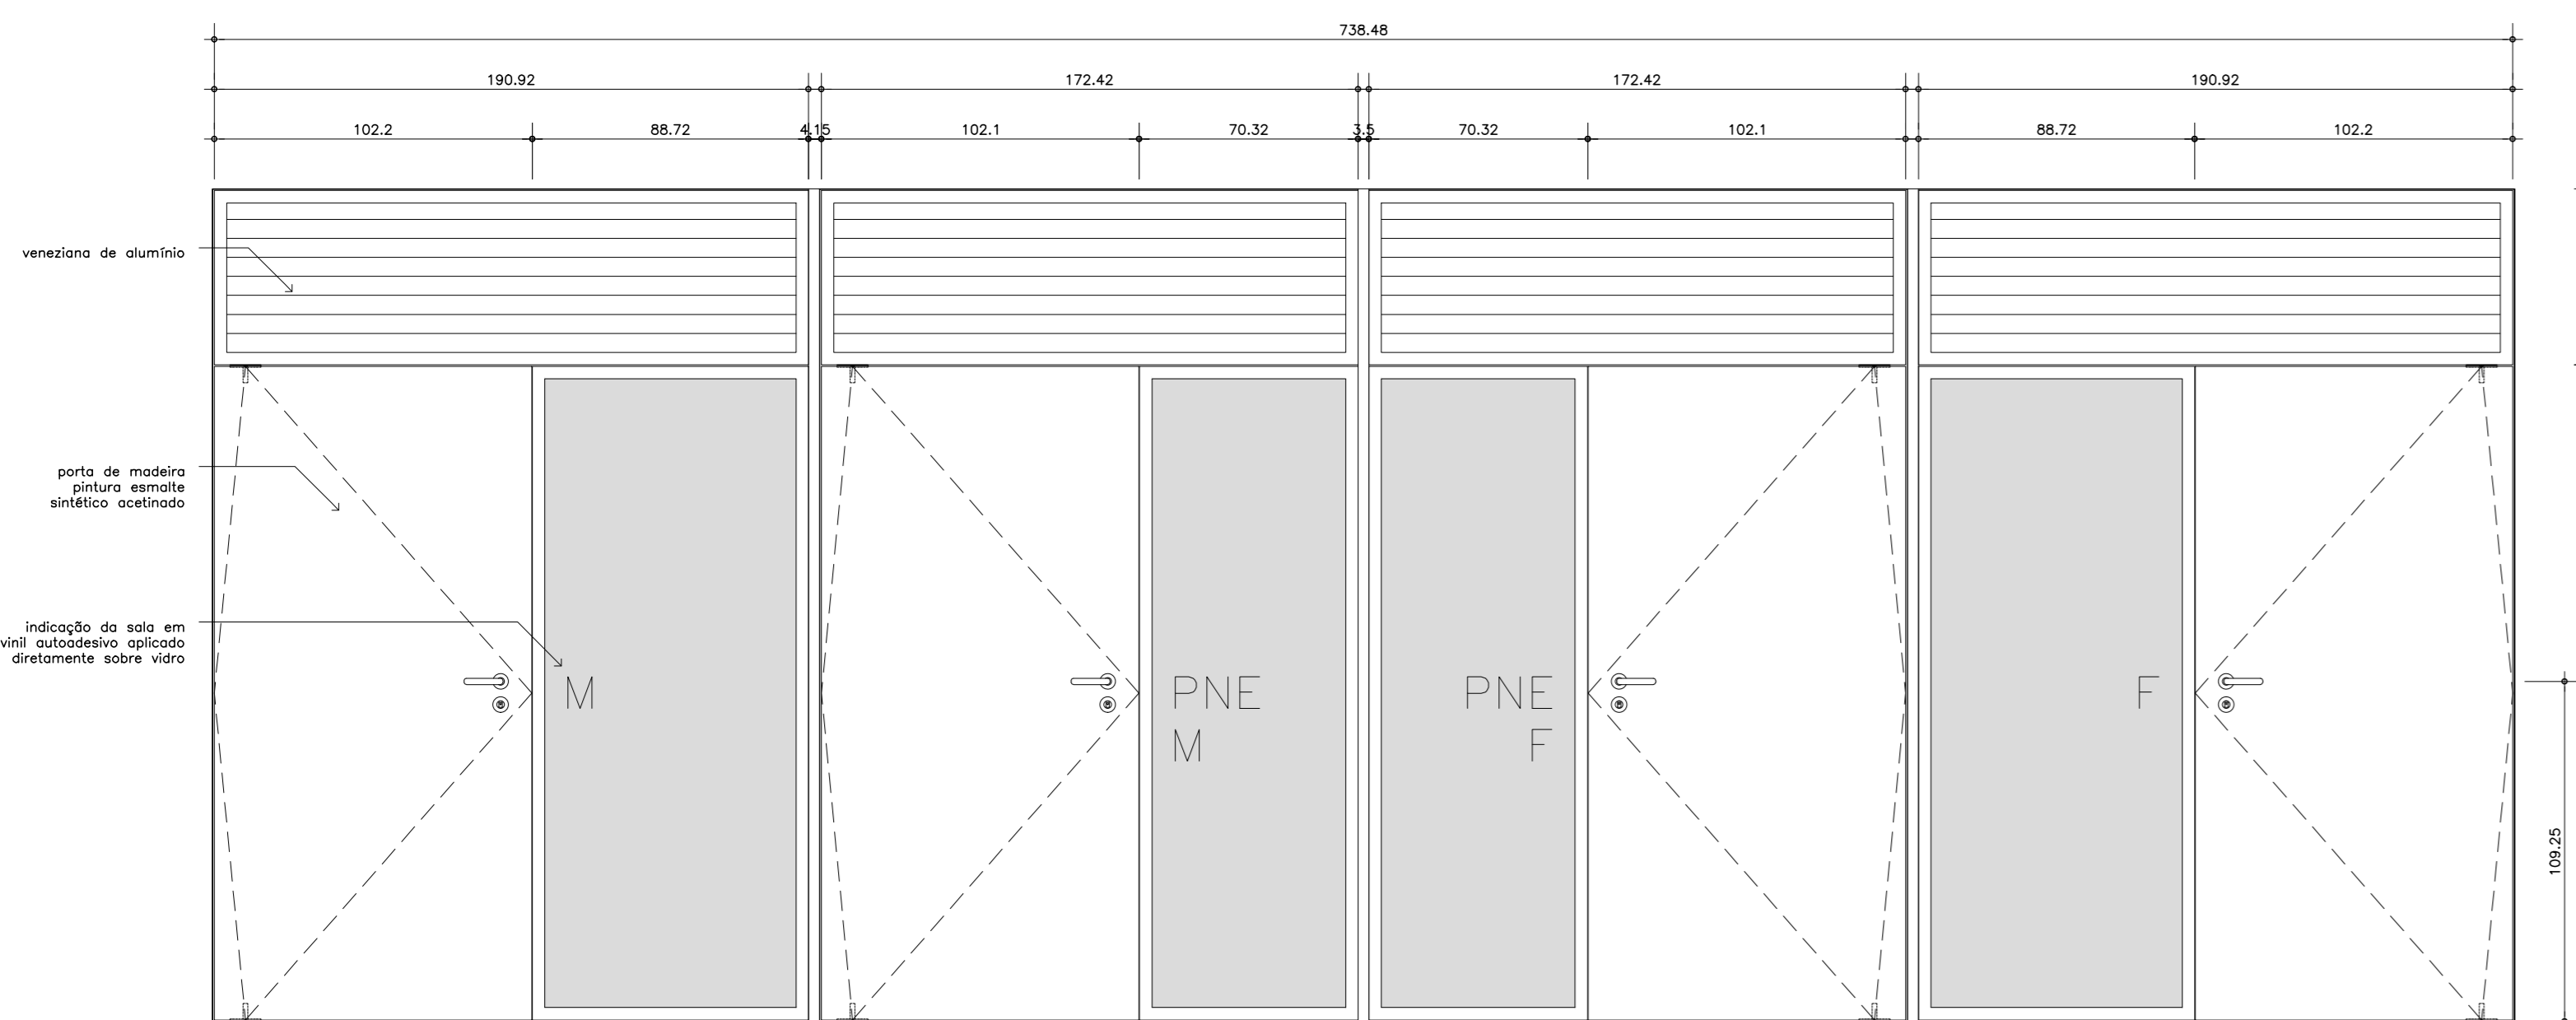 738.48
190.92 172.42 172.42 190.92
102.2 88.72 4.15 102.1 70.32 3.5 70.32 102.1 88.72 102.2
veneziana de alumínio
porta de madeira
pintura esmalte
sintético acetinado
indicação da sala em
vinil autoadesivo aplicado
diretamente sobre vidro
M PNE PNE F
M F
109.25